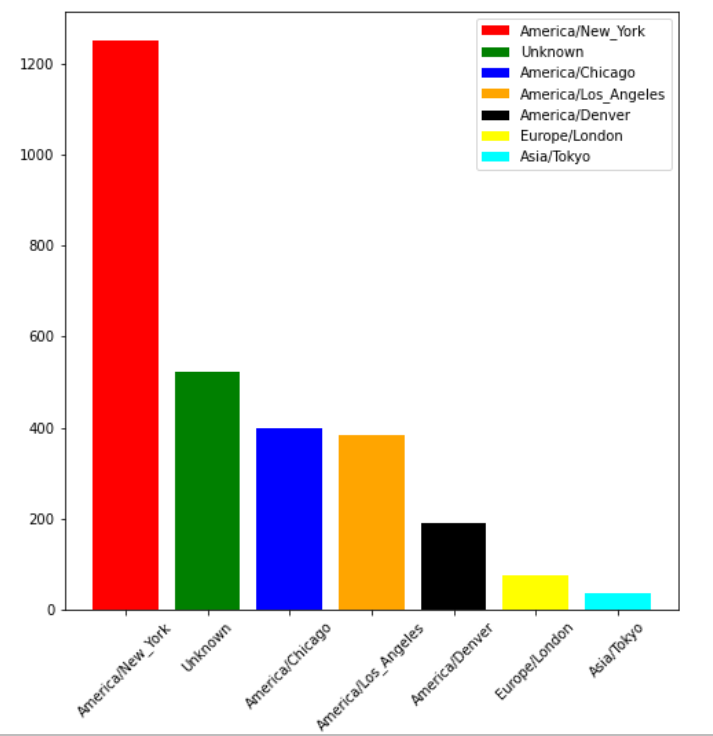 America/New_York
Unknown
America/Chicago
America/Los_Angeles
America/Denver
Europe/London
Asia/Tokyo
1200
1000
800
600
400
200
0
America/New_York
Unknown
America/Chicago
America/Los_Angeles
America/Denver
Europe/London
Asia/Tokyo